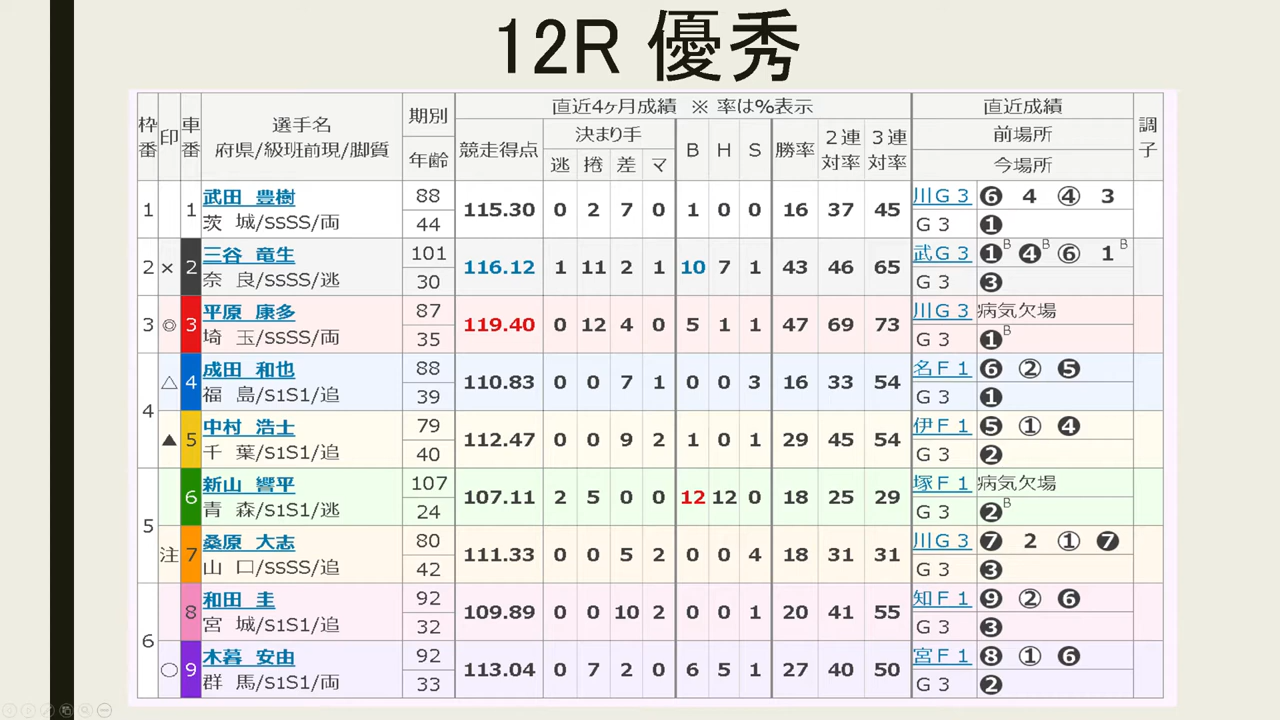 12R 優秀
枠番 印 車番 選手名 府県/級班前現/脚質 期別 年齢 競走得点 直近4ヶ月成績 ※ 率は%表示 決まり手 逃 捲 差 マ B H S 勝率 2連対率 3連対率 直近成績 前場所 今場所 調子
1 1 武田 豊樹 88 115.30 0 2 7 0 1 0 0 16 37 45 川G3 ❻ 4 ④ 3
茨 城/SSSS/両 44 G3 ❶
2 × 2 三谷 竜生 101 116.12 1 11 2 1 10 7 1 43 46 65 武G3 ❶B ❹B ⑥ 1B
奈 良/SSSS/逃 30 G3 ❸
3 ◎ 3 平原 康多 87 119.40 0 12 4 0 5 1 1 47 69 73 川G3 病気欠場
埼 玉/SSSS/両 35 G3 ❶B
4 △ 4 成田 和也 88 110.83 0 0 7 1 0 0 3 16 33 54 名F1 ❻ ② ❺
福 島/S1S1/追 39 G3 ❶
▲ 5 中村 浩士 79 112.47 0 0 9 2 1 0 1 29 45 54 伊F1 ❺ ① ❹
千 葉/S1S1/追 40 G3 ❷
5 6 新山 響平 107 107.11 2 5 0 0 12 12 0 18 25 29 塚F1 病気欠場
青 森/S1S1/逃 24 G3 ❷B
注 7 桑原 大志 80 111.33 0 0 5 2 0 0 4 18 31 31 川G3 ❼ 2 ① ❼
山 口/SSSS/追 42 G3 ❸
6 8 和田 圭 92 109.89 0 0 10 2 0 0 1 20 41 55 知F1 ❾ ② ❻
宮 城/S1S1/追 32 G3 ❸
○ 9 木暮 安由 92 113.04 0 7 2 0 6 5 1 27 40 50 宮F1 ❽ ① ❻
群 馬/S1S1/両 33 G3 ❷